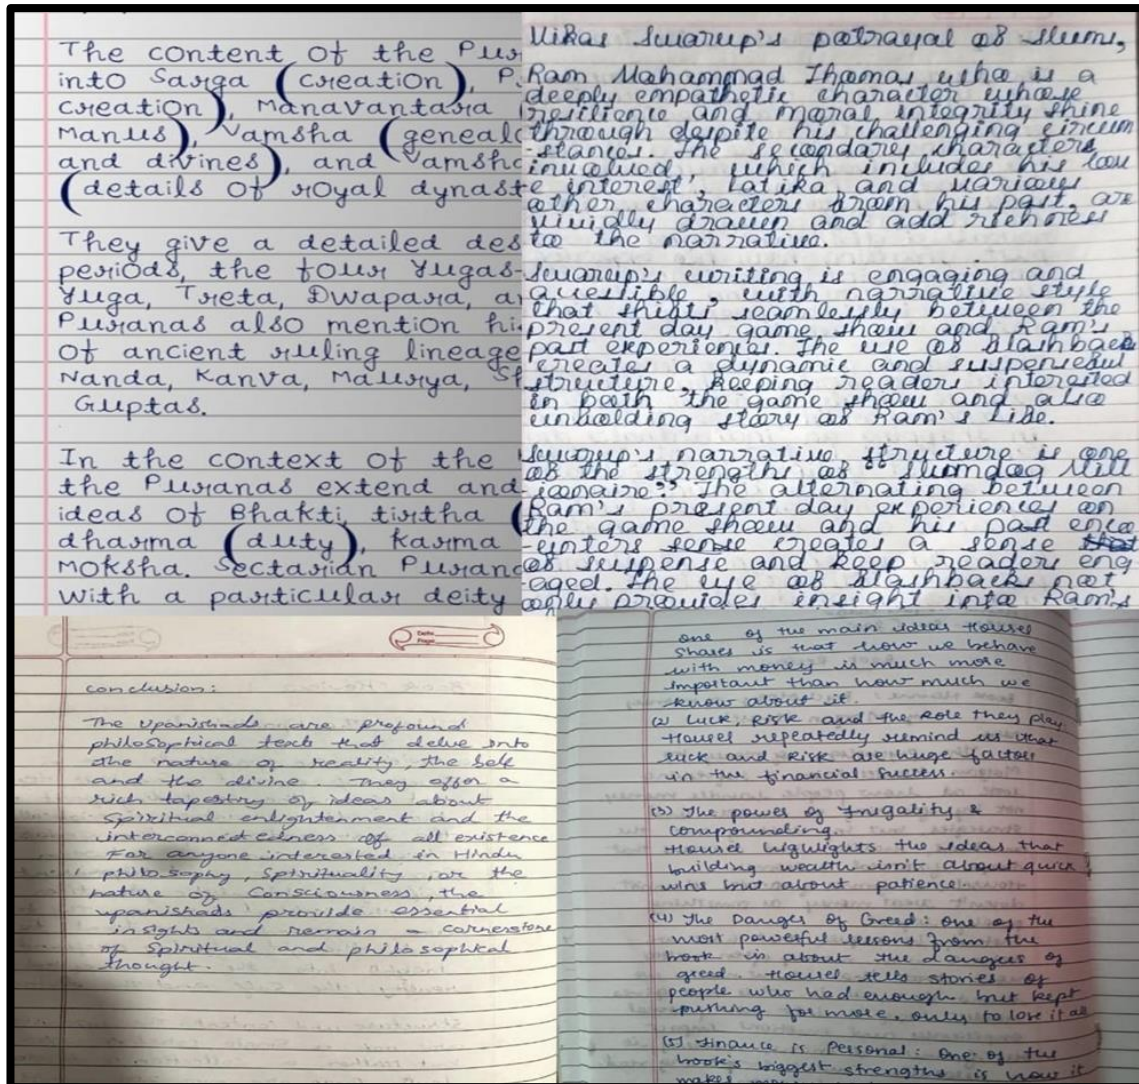 The content of the Pur
into Sarga (creation), P
creation), Manavantara
Manus), Vamsha (genealo
and divines), and Vamsha
(details of royal dynast
They give a detailed des
periods, the four Yugas-
Yuga, Treta, Dwapara, an
Puranas also mention his
of ancient ruling lineage
Nanda, Kanva, Maurya, Sh
Guptas.
In the context of the
the Puranas extend and
ideas of Bhakti, tirtha (
dharma (duty), Karma
Moksha. Sectarian Purana
with a particular deity
Vikas Swarup's potrayal of slums,
Ram Mohammad Thomas who is a
deeply empathetic character whose
resilience and moral integrity shine
through despite his challenging circum
-stances. The secondary characters
involved, which includes his lov
e interest, Latika, and various
other characters from his past, are
vividly drawn and add richness
to the narrative.
Swarup's writing is engaging and
accessible, with narrative style
that shifts seamlessly between the
present day game show and Ram's
past experiences. The use of flashback
creates a dynamic and suspenseful
structure, keeping readers interested
in both the game show and also
unfolding story of Ram's Life.
Swarup's narrative structure is one
of the strengths of "Slumdog Mill
-ionaire". The alternating between
Ram's present day experiences on
the game show and his past enco
-unters sense creates a sense that
of suspense and keep readers eng
-aged. The use of flashbacks not
only provides insight into Ram's
Date
Page
conclusion:
The Upanishads are profound
philosophical texts that delve into
the nature of reality, the self
and the divine. They offer a
rich tapestry of ideas about
Spiritual enlightenment and the
interconnectedness of all existence
For anyone interested in Hindu
philosophy, Spirituality, or the
nature of Consciousness, the
upanishads provide essential
insights and remain a cornerstone
of Spiritual and philosophical
thought.
one of the main ideas Housel
Shares is that how we behave
with money is much more
important than how much we
know about it.
(2) Luck, Risk and the Role they play
Housel repeatedly remind us that
luck and Risk are huge factors
in the financial Success.
(3) The power of Frugality &
Compounding
Housel highlights the ideas that
building wealth isn't about quick
wins but about patience
(4) The Danger of Greed: One of the
most powerful lessons from the
book is about the dangers of
greed. Housel tells stories of
people who had enough but kept
pushing for more, only to lose it all
(5) Finance is Personal: One of the
book's biggest strengths is how it
makes